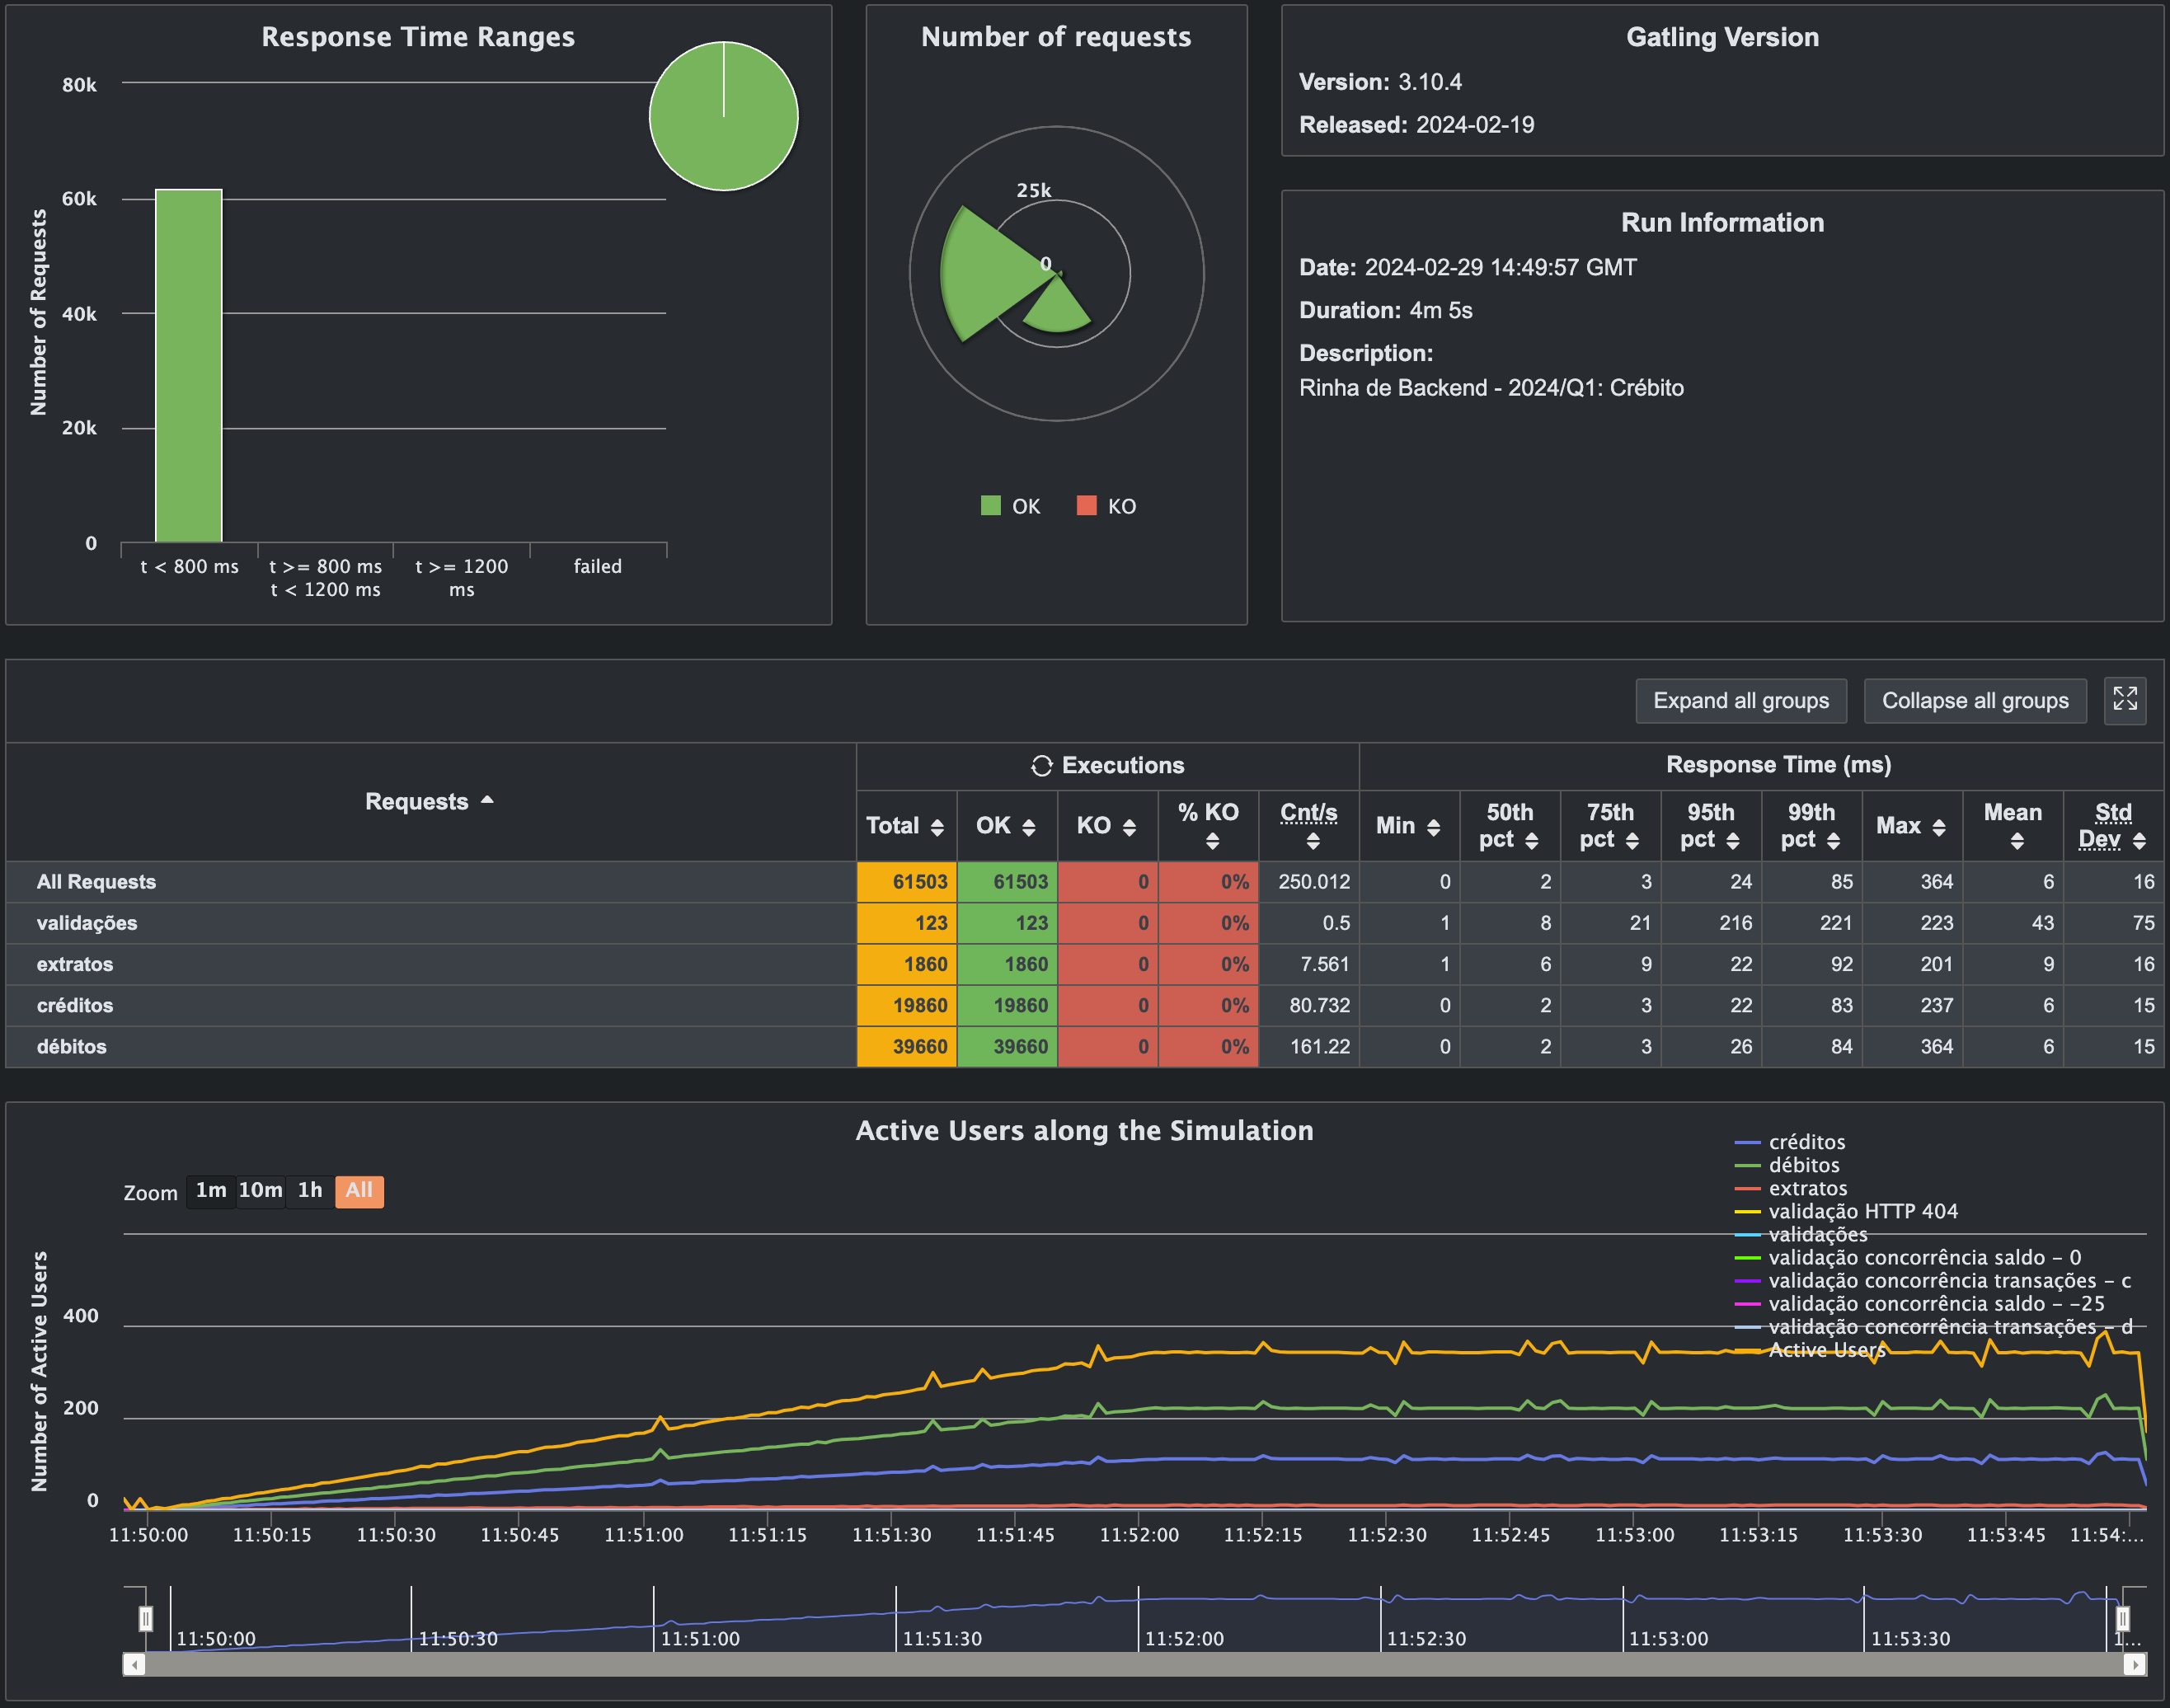 Response Time Ranges
80k
60k
40k
20k
0
Number of Requests
t < 800 ms
t >= 800 ms
t < 1200 ms
t >= 1200
ms
failed
Number of requests
25k
0
OK KO
Gatling Version
Version: 3.10.4
Released: 2024-02-19
Run Information
Date: 2024-02-29 14:49:57 GMT
Duration: 4m 5s
Description:
Rinha de Backend - 2024/Q1: Crébito
Expand all groups Collapse all groups
Requests Executions Response Time (ms)
Total OK KO % KO Cnt/s Min 50th pct 75th pct 95th pct 99th pct Max Mean Std Dev
All Requests 61503 61503 0 0% 250.012 0 2 3 24 85 364 6 16
validações 123 123 0 0% 0.5 1 8 21 216 221 223 43 75
extratos 1860 1860 0 0% 7.561 1 6 9 22 92 201 9 16
créditos 19860 19860 0 0% 80.732 0 2 3 22 83 237 6 15
débitos 39660 39660 0 0% 161.22 0 2 3 26 84 364 6 15
Active Users along the Simulation
Zoom 1m 10m 1h All
créditos
débitos
extratos
validação HTTP 404
validações
validação concorrência saldo – 0
validação concorrência transações – c
validação concorrência saldo – -25
validação concorrência transações – d
Active Users
Number of Active Users
400
200
0
11:50:00 11:50:15 11:50:30 11:50:45 11:51:00 11:51:15 11:51:30 11:51:45 11:52:00 11:52:15 11:52:30 11:52:45 11:53:00 11:53:15 11:53:30 11:53:45 11:54:...
11:50:00 11:50:30 11:51:00 11:51:30 11:52:00 11:52:30 11:53:00 11:53:30 1...